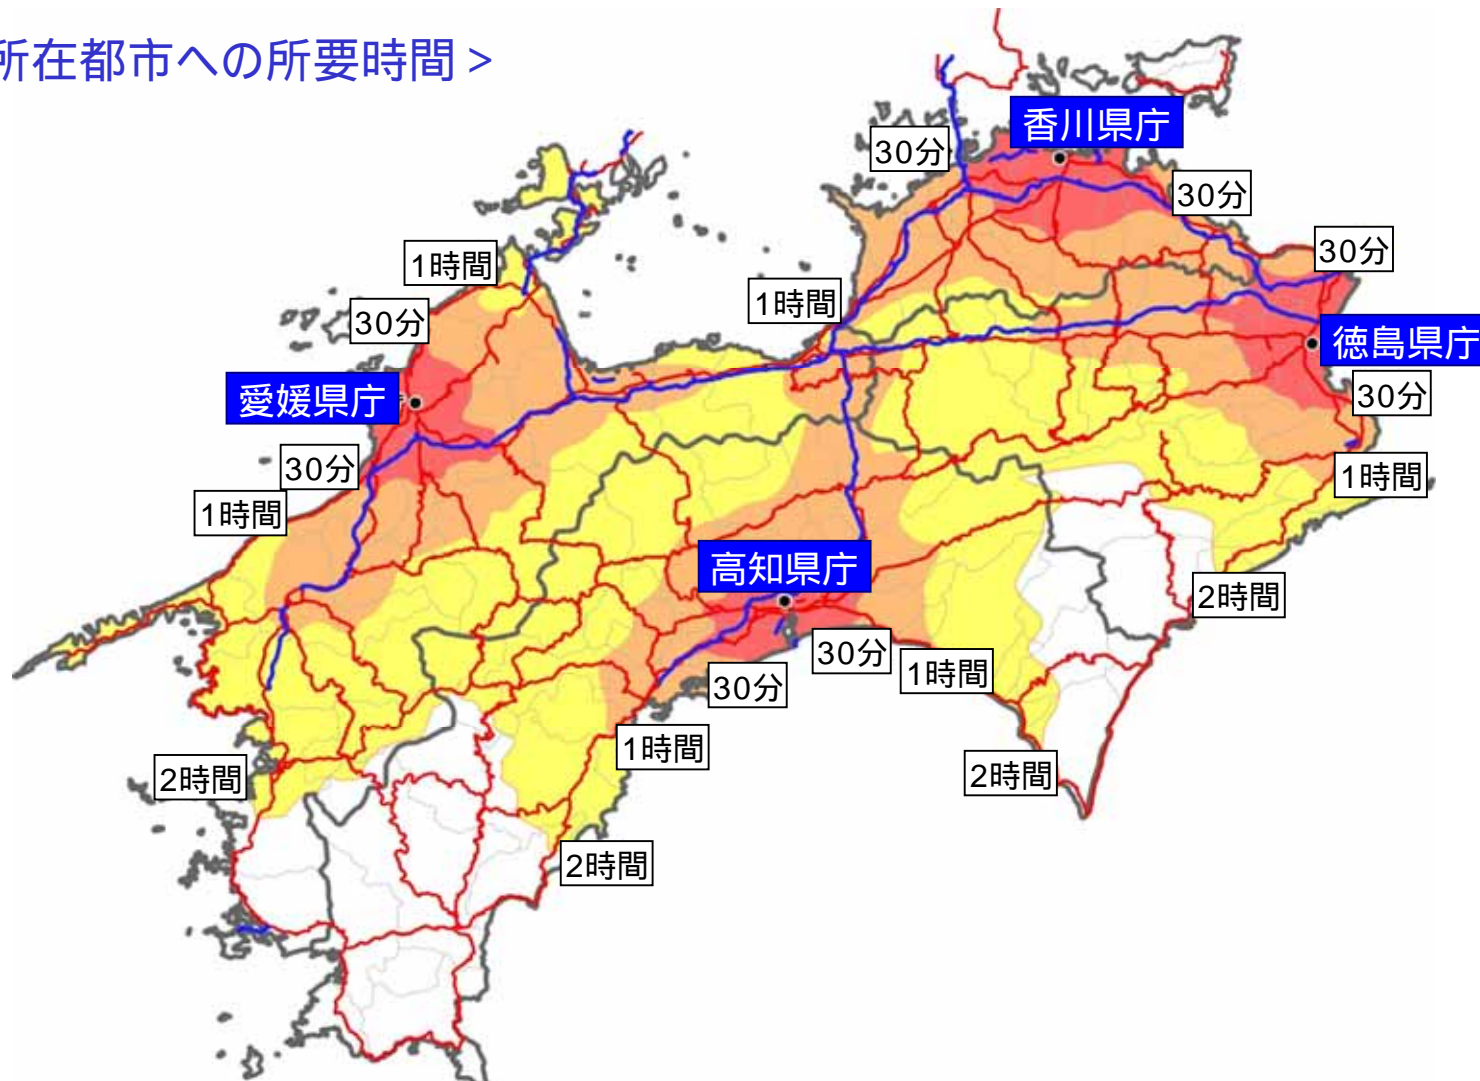 所在都市への所要時間 >
香川県庁
30分
30分
30分
1時間
1時間
30分
徳島県庁
愛媛県庁
30分
30分
1時間
1時間
高知県庁
2時間
30分
30分
1時間
1時間
2時間
2時間
2時間